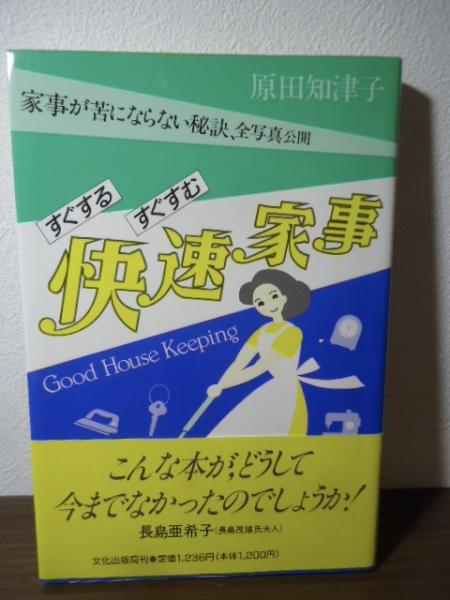 原田知津子
家事が苦にならない秘訣、全写真公開
すぐする
すぐすむ
快速家事
Good House Keeping
こんな本が、どうして
今までなかったのでしょうか！
長島亜希子（長島茂雄氏夫人）
文化出版局刊●定価1,236円（本体1,200円）